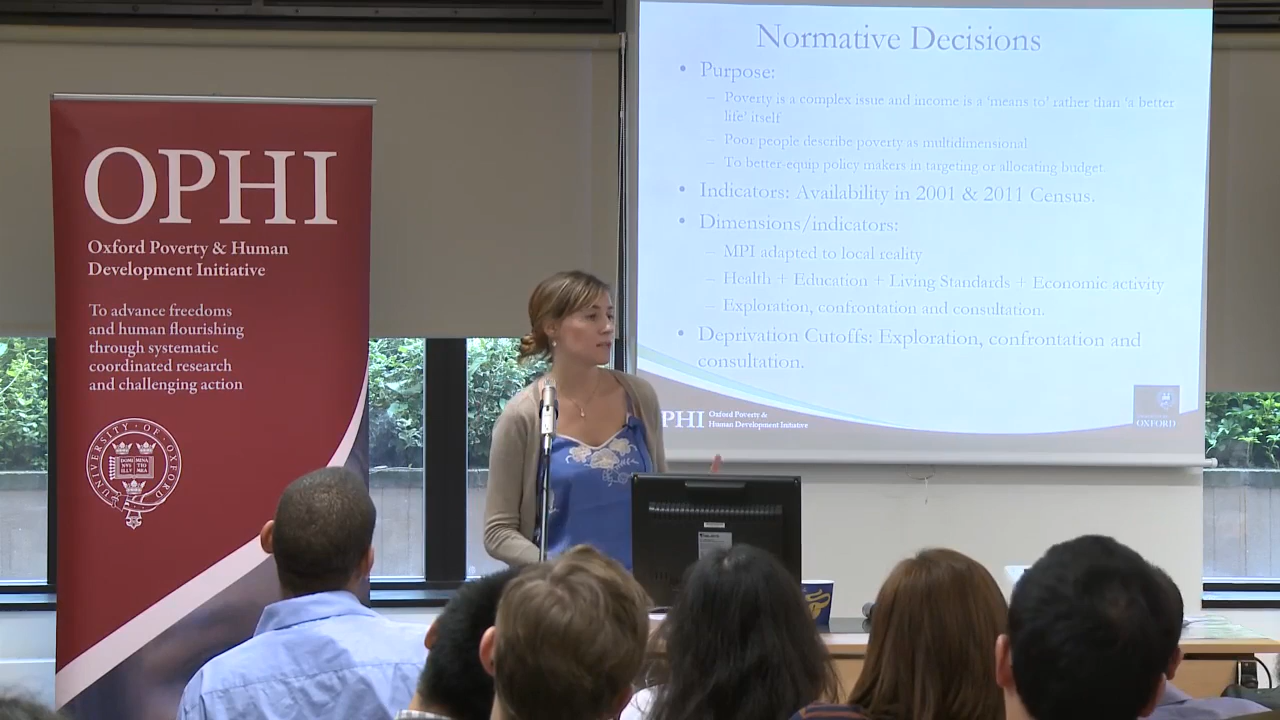 OPHI
Oxford Poverty & Human
Development Initiative
To advance freedoms
and human flourishing
through systematic
coordinated research
and challenging action
UNIVERSITY OF OXFORD
Normative Decisions
• Purpose:
– Poverty is a complex issue and income is a ‘means to’ rather than ‘a better
life’ itself
– Poor people describe poverty as multidimensional
– To better-equip policy makers in targeting or allocating budget.
• Indicators: Availability in 2001 & 2011 Census.
• Dimensions/indicators:
– MPI adapted to local reality
– Health + Education + Living Standards + Economic activity
– Exploration, confrontation and consultation.
• Deprivation Cutoffs: Exploration, confrontation and
consultation.
PHI
Oxford Poverty &
Human Development Initiative
OXFORD